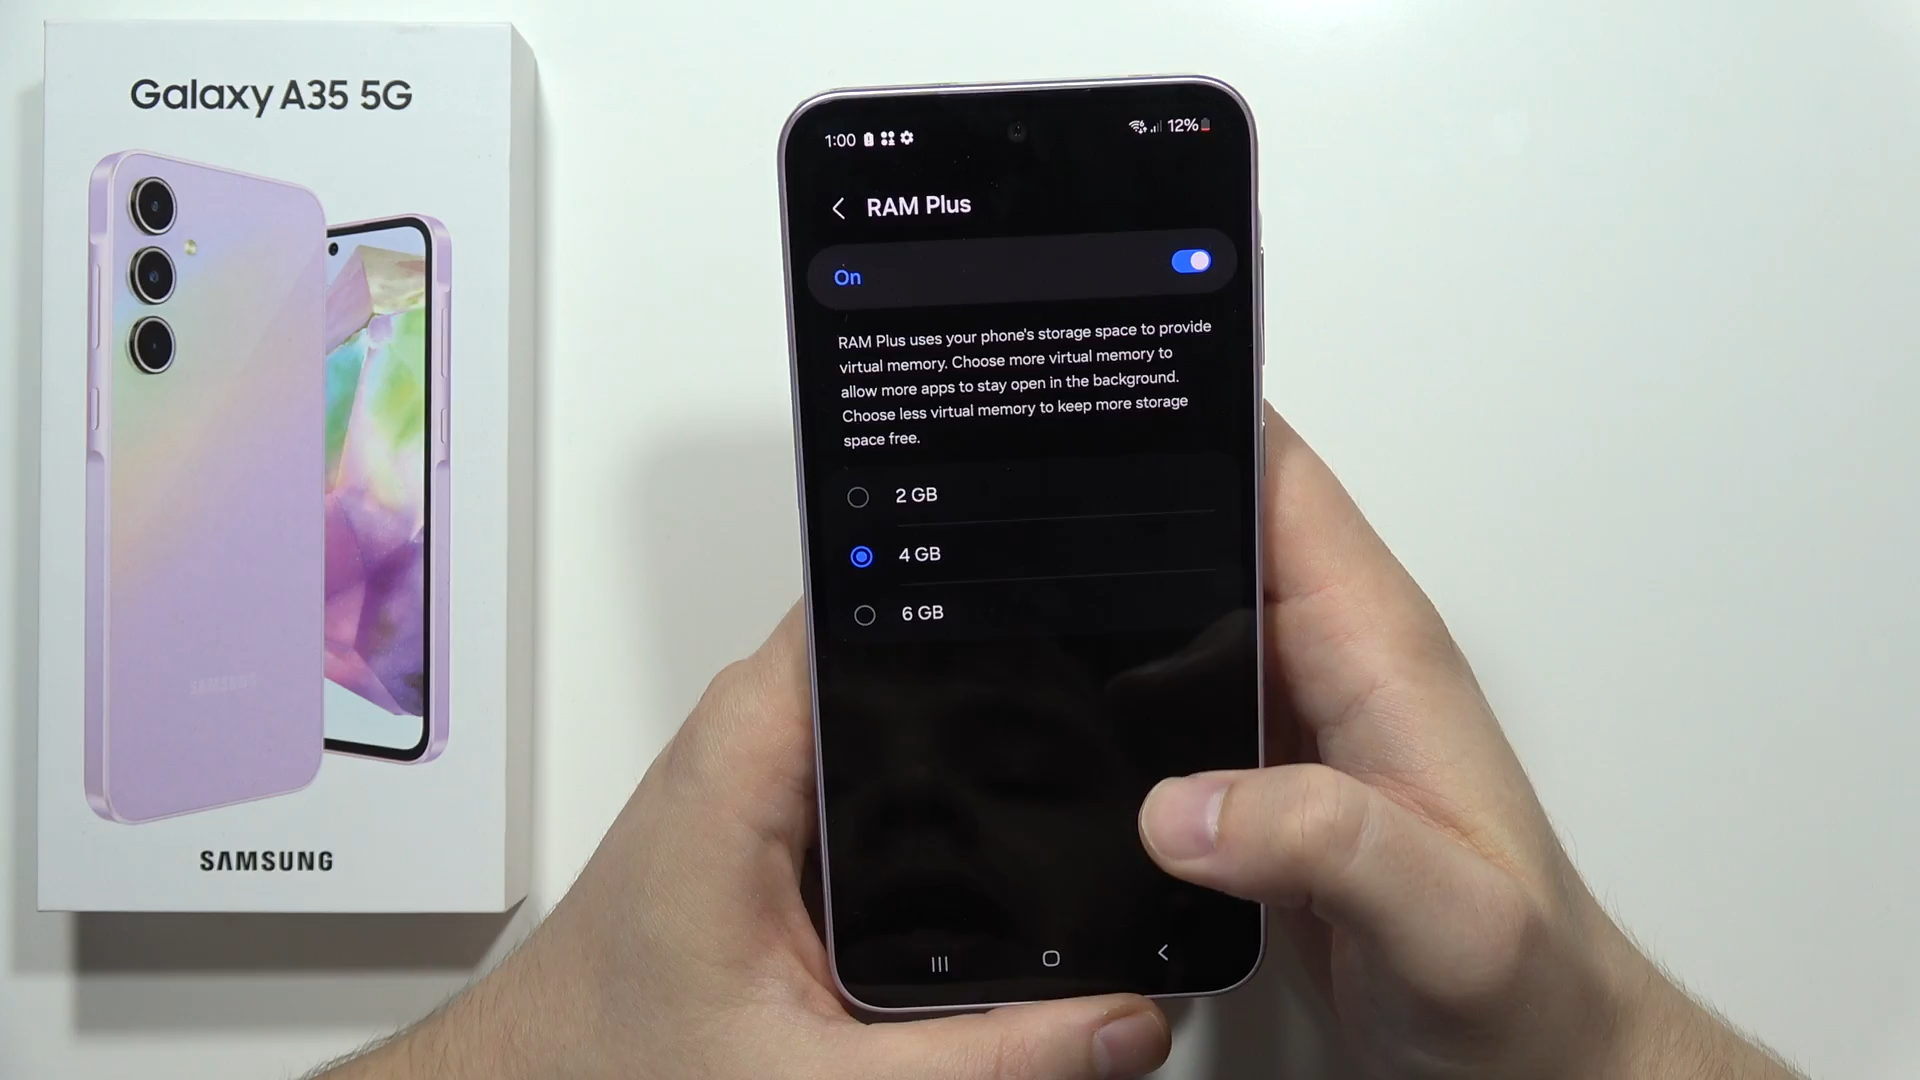 Galaxy A35 5G
SAMSUNG
SAMSUNG
1:00
12%
RAM Plus
On
RAM Plus uses your phone's storage space to provide
virtual memory. Choose more virtual memory to
allow more apps to stay open in the background.
Choose less virtual memory to keep more storage
space free.
2 GB
4 GB
6 GB